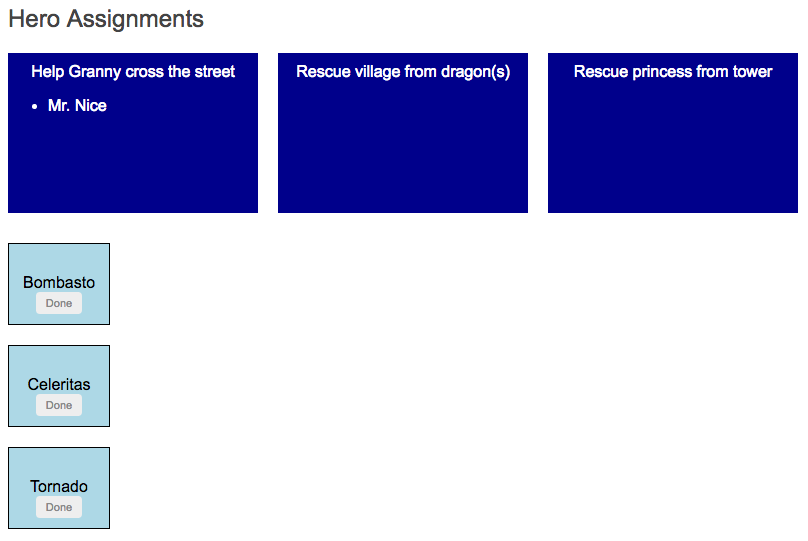 Hero Assignments
Help Granny cross the street
• Mr. Nice
Rescue village from dragon(s)
Rescue princess from tower
Bombasto
Done
Celeritas
Done
Tornado
Done